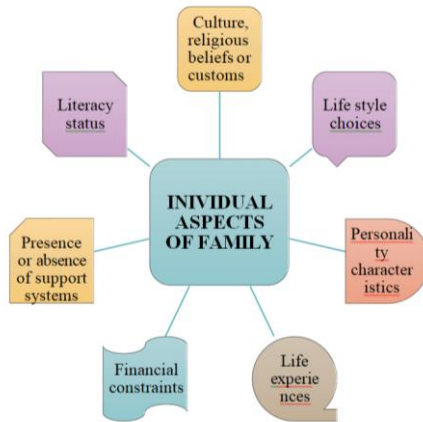 Culture,
religious
beliefs or
customs
Literacy
status
Life style
choices
INIVIDUAL
ASPECTS
OF FAMILY
Presence
or absence
of support
systems
Personali
ty
character
istics
Financial
constraints
Life
experie
nces